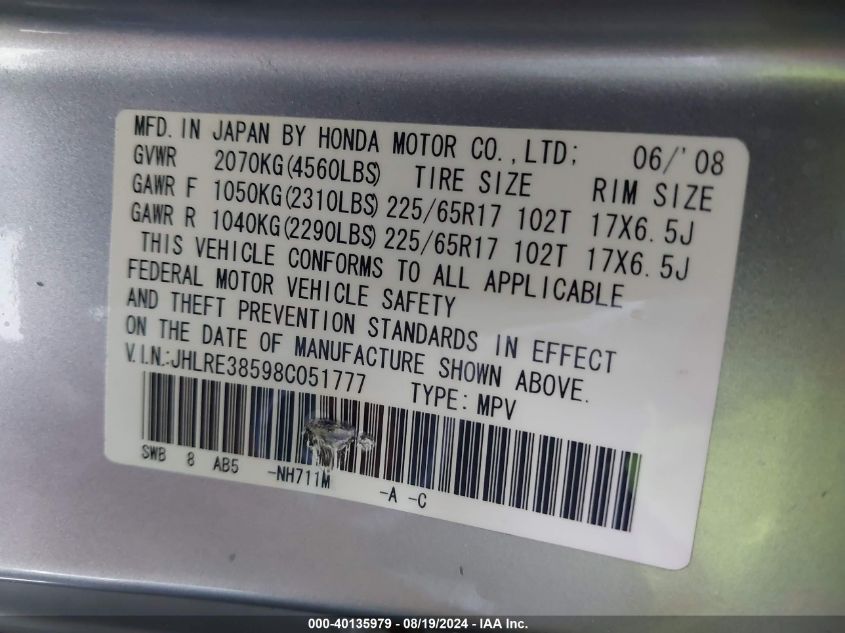 MFD. IN JAPAN BY HONDA MOTOR CO.,LTD; 06/'08
GVWR 2070KG(4560LBS) TIRE SIZE RIM SIZE
GAWR F 1050KG(2310LBS) 225/65R17 102T 17X6.5J
GAWR R 1040KG(2290LBS) 225/65R17 102T 17X6.5J
THIS VEHICLE CONFORMS TO ALL APPLICABLE
FEDERAL MOTOR VEHICLE SAFETY
AND THEFT PREVENTION STANDARDS IN EFFECT
ON THE DATE OF MANUFACTURE SHOWN ABOVE.
V.I.N.:JHLRE38598C051777 TYPE: MPV
SWB 8 AB5 -NH711M -A -C
000-40135979 - 08/19/2024 - IAA Inc.